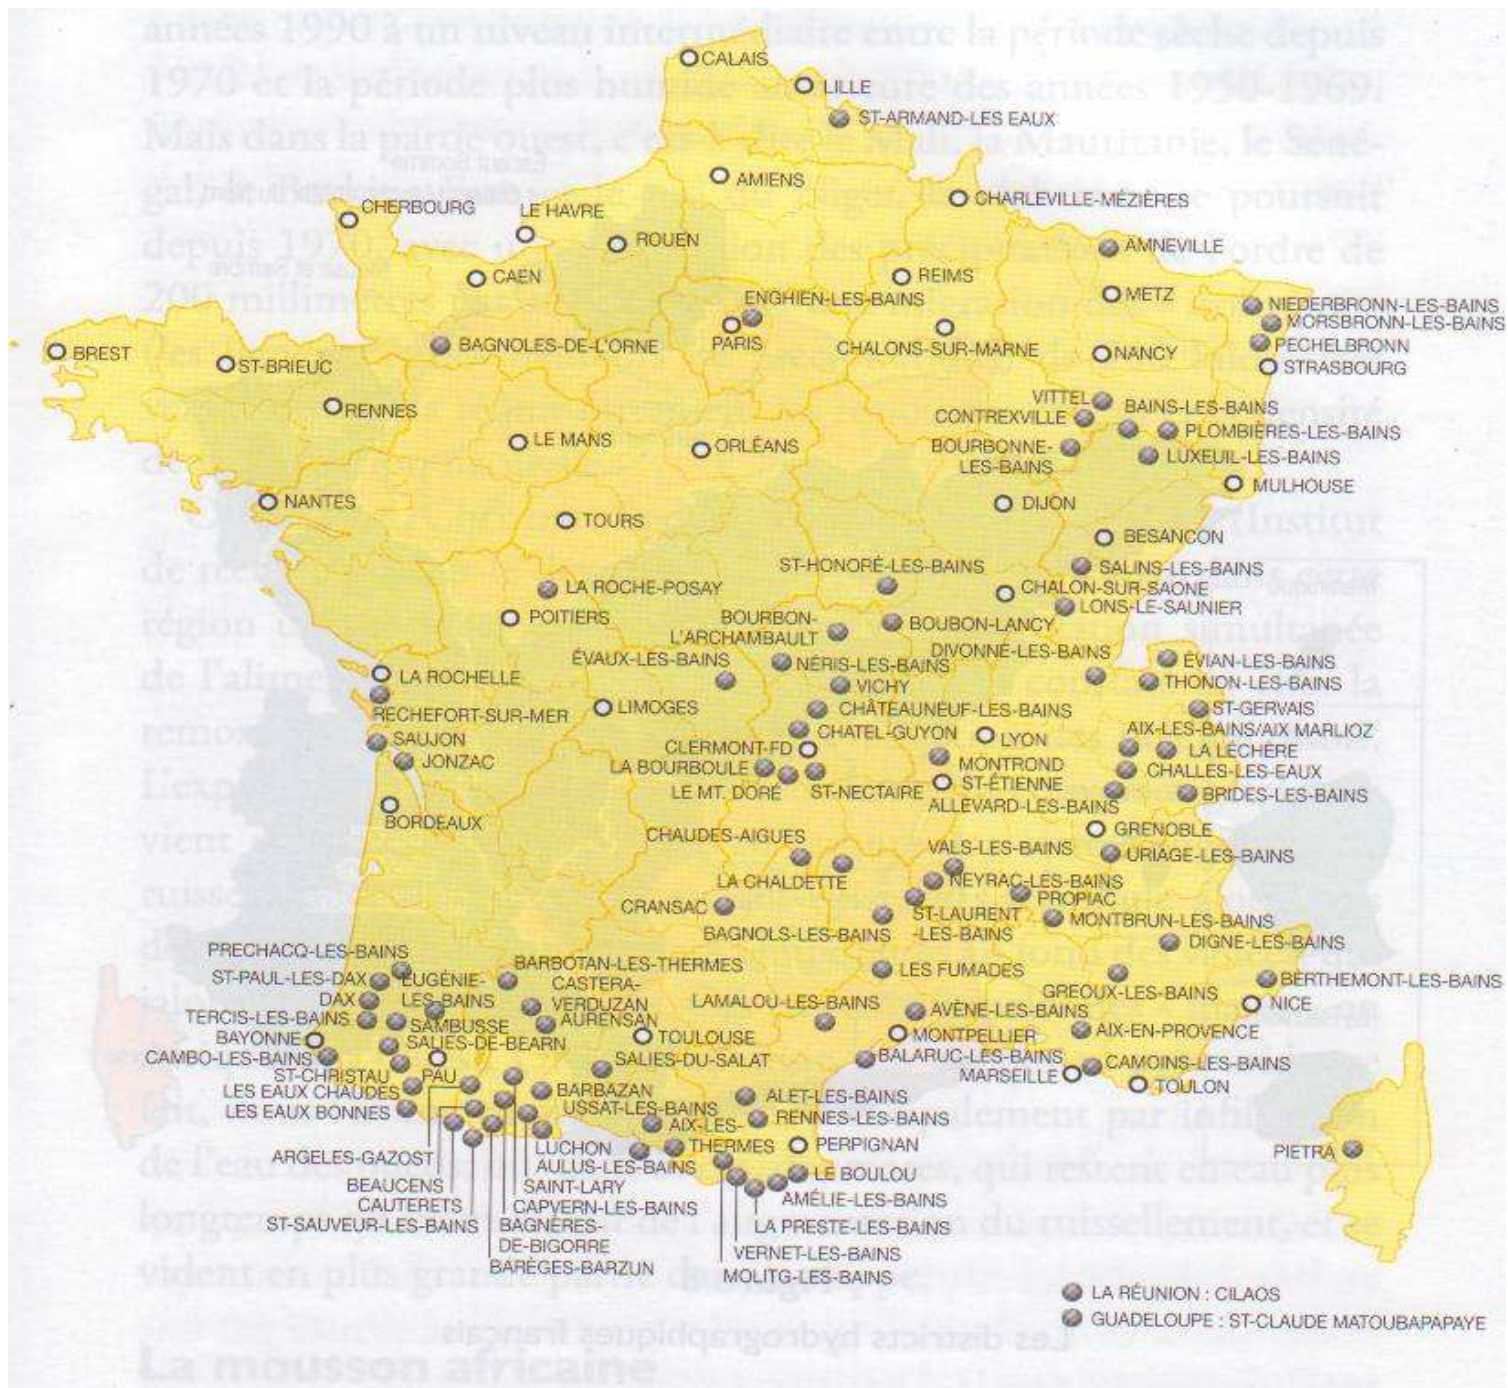 CALAIS
LILLE
ST-ARMAND-LES EAUX
AMIENS
CHARLEVILLE-MÉZIÈRES
CHERBOURG
LE HAVRE
ROUEN
AMNEVILLE
CAEN
REIMS
METZ
ENGHIEN-LES-BAINS
NIEDERBRONN-LES-BAINS
MORSBRONN-LES-BAINS
PARIS
BAGNOLES-DE-L'ORNE
CHALONS-SUR-MARNE
PECHELBRONN
BREST
NANCY
ST-BRIEUC
STRASBOURG
VITTEL
BAINS-LES-BAINS
RENNES
CONTREXVILLE
PLOMBIÈRES-LES-BAINS
LE MANS
ORLÉANS
BOURBONNE-
LES-BAINS
LUXEUIL-LES-BAINS
MULHOUSE
NANTES
DIJON
TOURS
BESANCON
ST-HONORÉ-LES-BAINS
SALINS-LES-BAINS
LA ROCHE-POSAY
CHALON-SUR-SAONE
LONS-LE-SAUNIER
POITIERS
BOURBON-
L'ARCHAMBAULT
BOUBON-LANCY
DIVONNE-LES-BAINS
ÉVAUX-LES-BAINS
NÉRIS-LES-BAINS
ÉVIAN-LES-BAINS
LA ROCHELLE
VICHY
THONON-LES-BAINS
RECHEFORT-SUR-MER
LIMOGES
CHÂTEAUNEUF-LES-BAINS
ST-GERVAIS
SAUJON
CHATEL-GUYON
LYON
AIX-LES-BAINS/AIX MARLIOZ
CLERMONT-FD
LA LÉCHÈRE
JONZAC
LA BOURBOULE
MONTROND
CHALLES-LES-EAUX
LE MT. DORÉ
ST-NECTAIRE
ST-ÉTIENNE
ALLEVARD-LES-BAINS
BRIDES-LES-BAINS
BORDEAUX
GRENOBLE
CHAUDES-AIGUES
VALS-LES-BAINS
URIAGE-LES-BAINS
LA CHALDETTE
NEYRAC-LES-BAINS
PROPIAC
CRANSAC
ST-LAURENT
-LES-BAINS
MONTBRUN-LES-BAINS
BAGNOLS-LES-BAINS
DIGNE-LES-BAINS
PRECHACQ-LES-BAINS
BARBOTAN-LES-THERMES
LES FUMADES
ST-PAUL-LES-DAX
EUGÉNIE-
LES-BAINS
CASTERA-
VERDUZAN
BERTHEMONT-LES-BAINS
DAX
LAMALOU-LES-BAINS
GREOUX-LES-BAINS
NICE
TERCIS-LES-BAINS
SAMBUSSE
AURENSAN
AVÈNE-LES-BAINS
BAYONNE
SALIES-DE-BEARN
TOULOUSE
MONTPELLIER
AIX-EN-PROVENCE
CAMBO-LES-BAINS
SALIES-DU-SALAT
BALARUC-LES-BAINS
CAMOINS-LES-BAINS
ST-CHRISTAU
PAU
MARSEILLE
TOULON
LES EAUX CHAUDES
BARBAZAN
ALET-LES-BAINS
LES EAUX BONNES
USSAT-LES-BAINS
RENNES-LES-BAINS
AIX-LES-
THERMES
PERPIGNAN
LUCHON
PIETRA
ARGELES-GAZOST
AULUS-LES-BAINS
LE BOULOU
BEAUCENS
SAINT-LARY
AMÉLIE-LES-BAINS
CAUTERETS
CAPVERN-LES-BAINS
ST-SAUVEUR-LES-BAINS
BAGNÈRES-
DE-BIGORRE
LA PRESTE-LES-BAINS
VERNET-LES-BAINS
BARÈGES-BARZUN
MOLITG-LES-BAINS
LA RÉUNION : CILAOS
GUADELOUPE : ST-CLAUDE MATOUBAPAPAYE
Les districts hydrographiques français
La mousson africaine